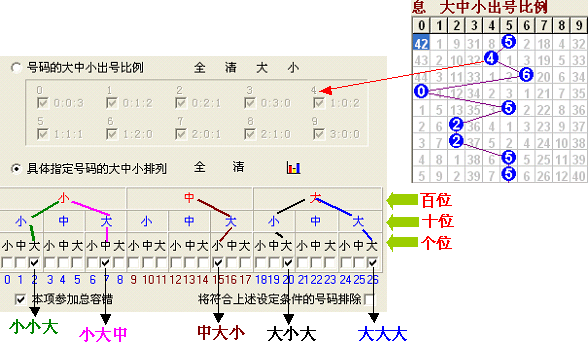 息 大中小出号比例
0 1 2 3 4 5 6 7 8 9
42 1 9 31 8 5 2 18 4 32
43 2 10 32 4 1 3 19 5 33
44 3 11 33 1 2 6 20 6 34
0 4 12 34 2 3 1 21 7 35
1 5 13 35 3 5 2 22 8 36
2 6 2 36 4 1 3 23 9 37
3 7 2 37 5 2 4 24 10 38
4 8 1 38 6 5 5 25 11 39
5 9 2 39 7 5 6 26 12 40
号码的大中小出号比例 全 清 大 小
0 1 2 3 4
0:0:3 0:1:2 0:2:1 0:3:0 1:0:2
5 6 7 8 9
1:1:1 1:2:0 2:0:1 2:1:0 3:0:0
具体指定号码的大中小排列 全 清
小 中 大 百位
小 中 大 小 中 大 小 中 大 十位
小 中 大 小 中 大 小 中 大 小 中 大 小 中 大 小 中 大 小 中 大 小 中 大 小 中 大 个位
0 1 2 3 4 5 6 7 8 9 10 11 12 13 14 15 16 17 18 19 20 21 22 23 24 25 26
本项参加总容错 将符合上述设定条件的号码排除
小小大 小大中 中大小 大小大 大大大